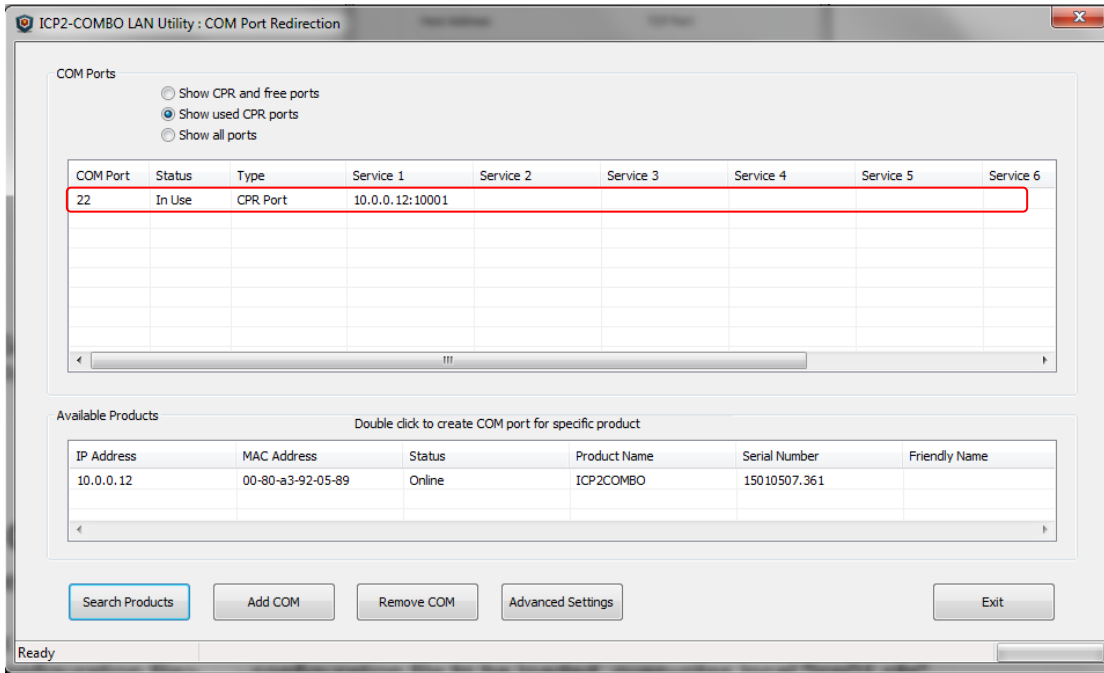 ICP2-COMBO LAN Utility : COM Port Redirection
COM Ports
Show CPR and free ports
Show used CPR ports
Show all ports
COM Port Status Type Service 1 Service 2 Service 3 Service 4 Service 5 Service 6
22 In Use CPR Port 10.0.0.12:10001
Available Products
Double click to create COM port for specific product
IP Address MAC Address Status Product Name Serial Number Friendly Name
10.0.0.12 00-80-a3-92-05-89 Online ICP2COMBO 15010507.361
Search Products Add COM Remove COM Advanced Settings Exit
Ready